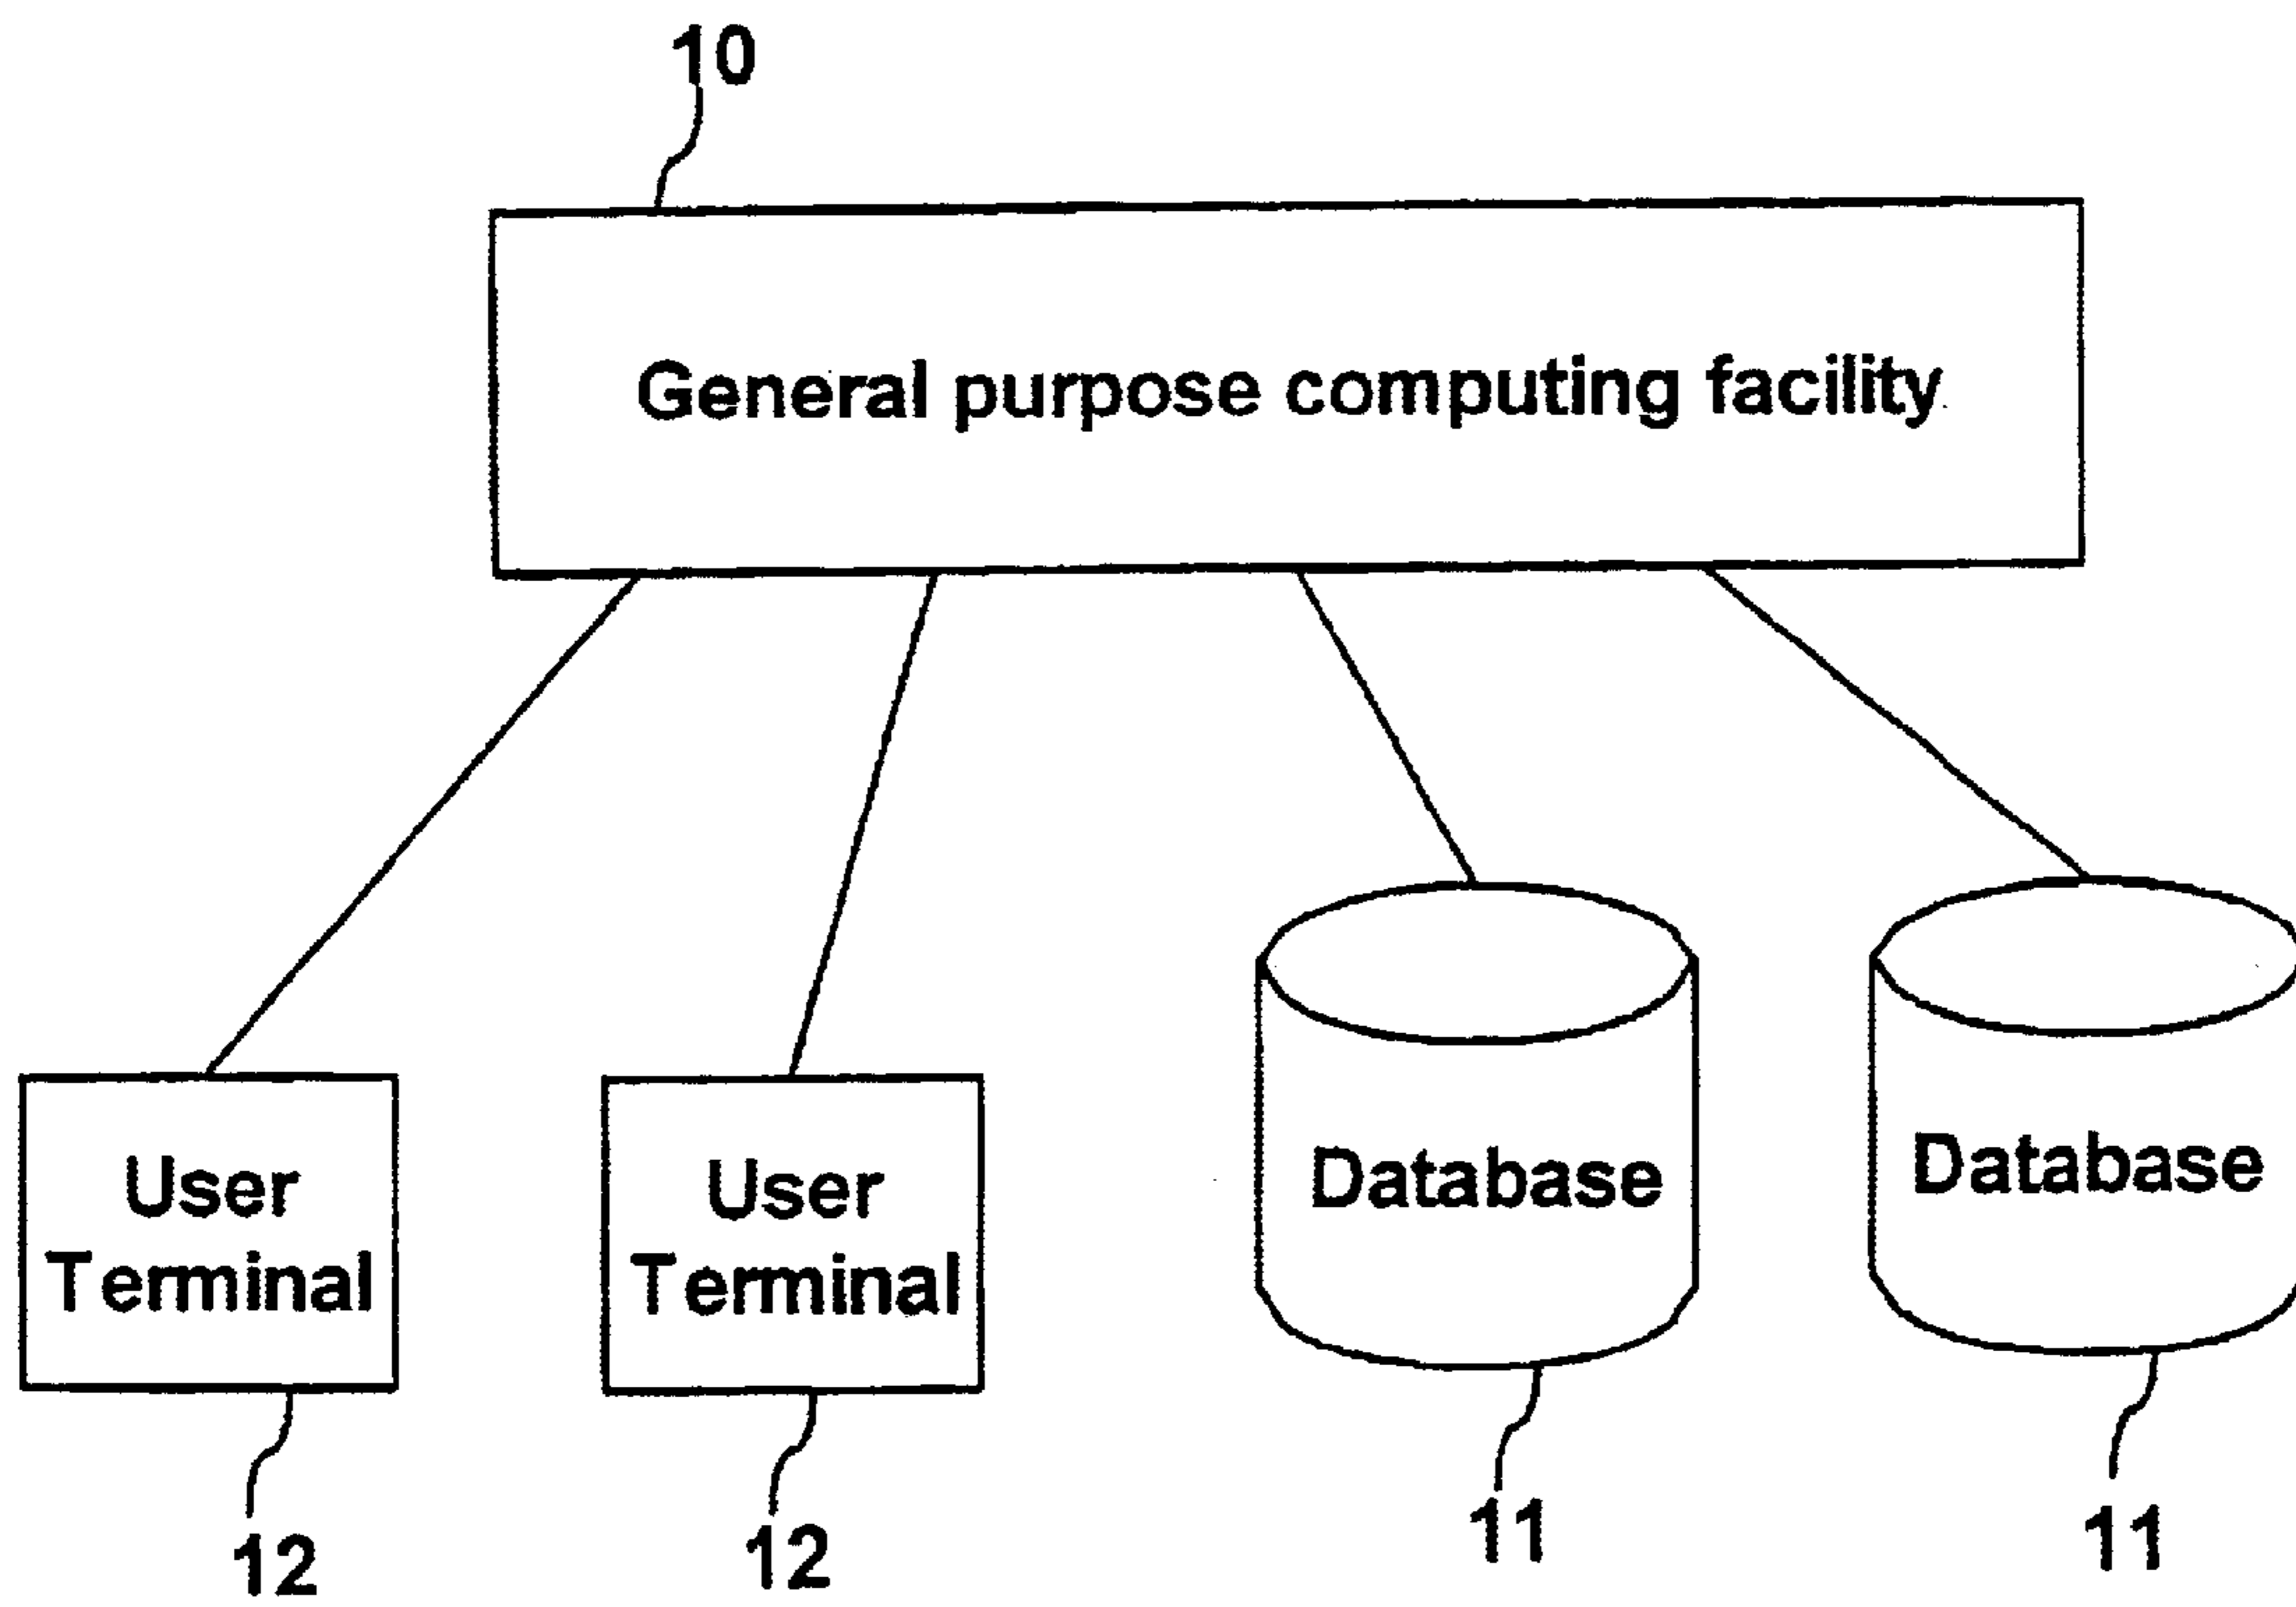 10
General purpose computing facility
User
Terminal
User
Terminal
Database
Database
12
12
11
11